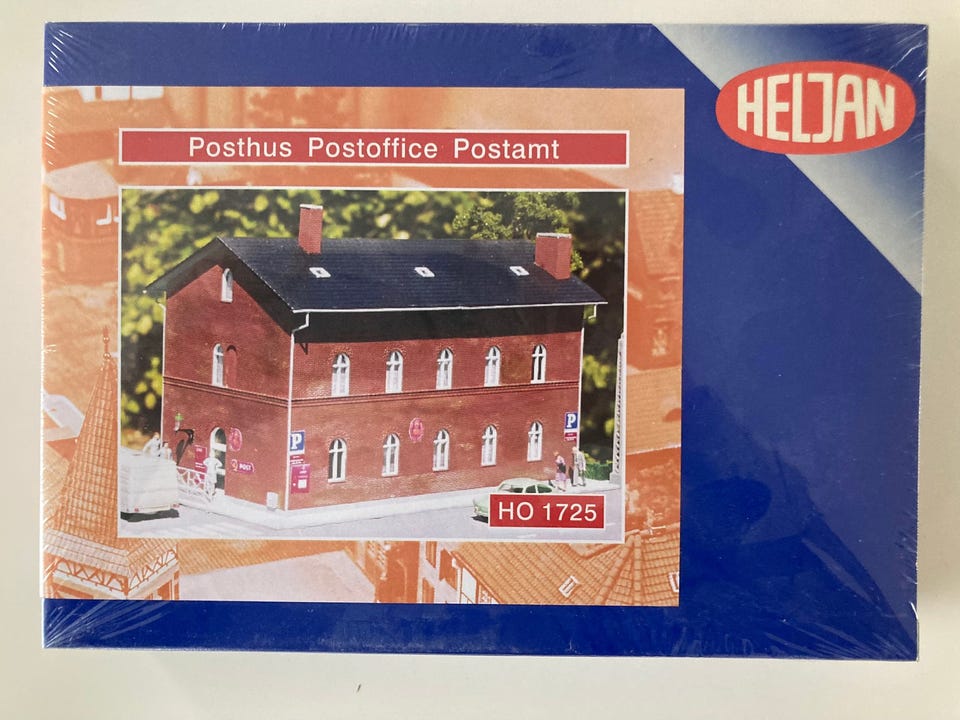 HELJAN
Posthus Postoffice Postamt
P
P
POST
HO 1725